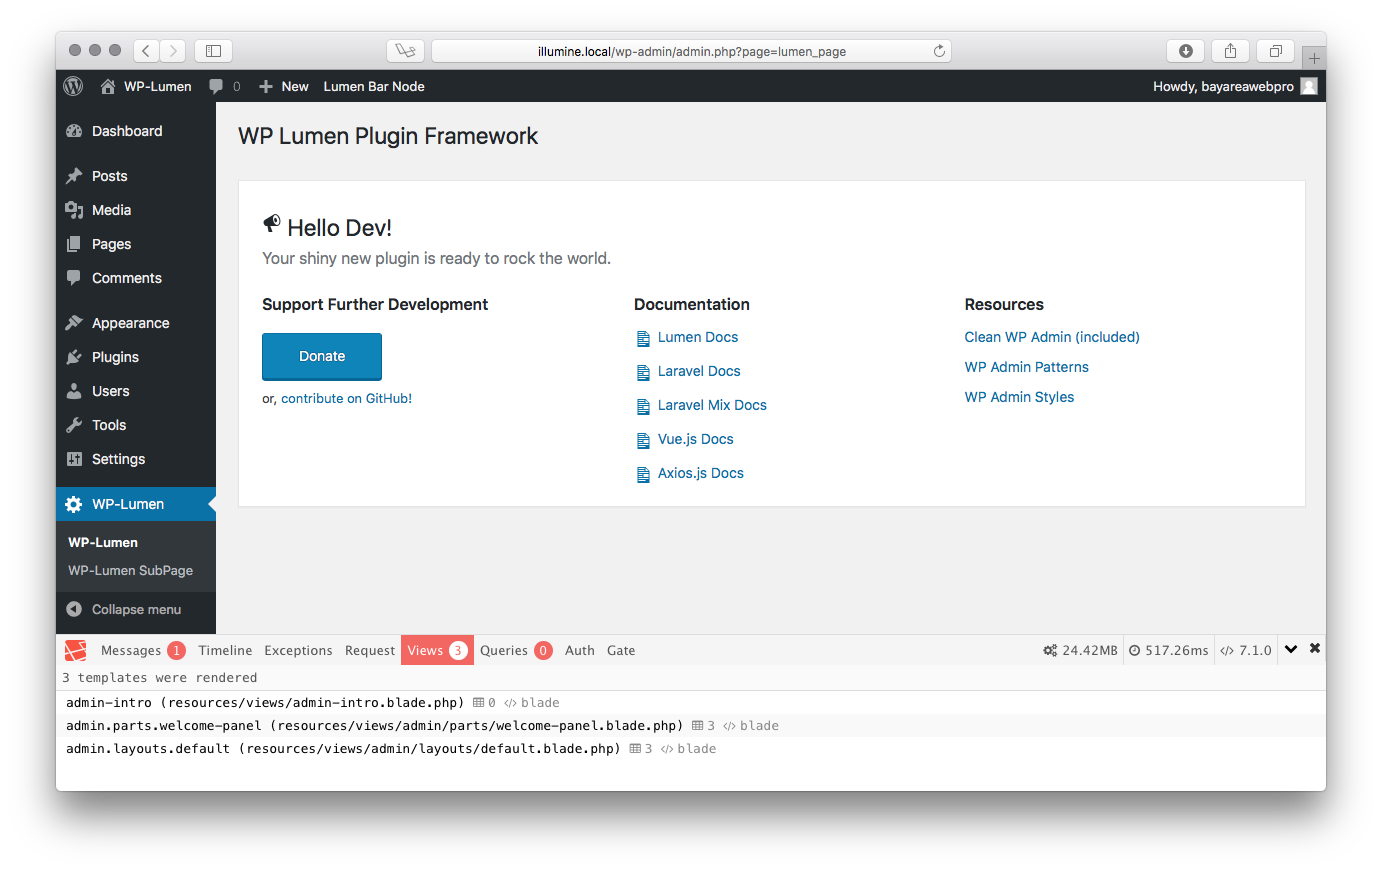 illumine.local/wp-admin/admin.php?page=lumen_page
WP-Lumen 0 New Lumen Bar Node Howdy, bayareawebpro
Dashboard
Posts
Media
Pages
Comments
Appearance
Plugins
Users
Tools
Settings
WP-Lumen
WP-Lumen
WP-Lumen SubPage
Collapse menu
WP Lumen Plugin Framework
Hello Dev!
Your shiny new plugin is ready to rock the world.
Support Further Development
Donate
or, contribute on GitHub!
Documentation
Lumen Docs
Laravel Docs
Laravel Mix Docs
Vue.js Docs
Axios.js Docs
Resources
Clean WP Admin (included)
WP Admin Patterns
WP Admin Styles
Messages 1 Timeline Exceptions Request Views 3 Queries 0 Auth Gate 24.42MB 517.26ms </> 7.1.0
3 templates were rendered
admin-intro (resources/views/admin-intro.blade.php) 0 </> blade
admin.parts.welcome-panel (resources/views/admin/parts/welcome-panel.blade.php) 3 </> blade
admin.layouts.default (resources/views/admin/layouts/default.blade.php) 3 </> blade